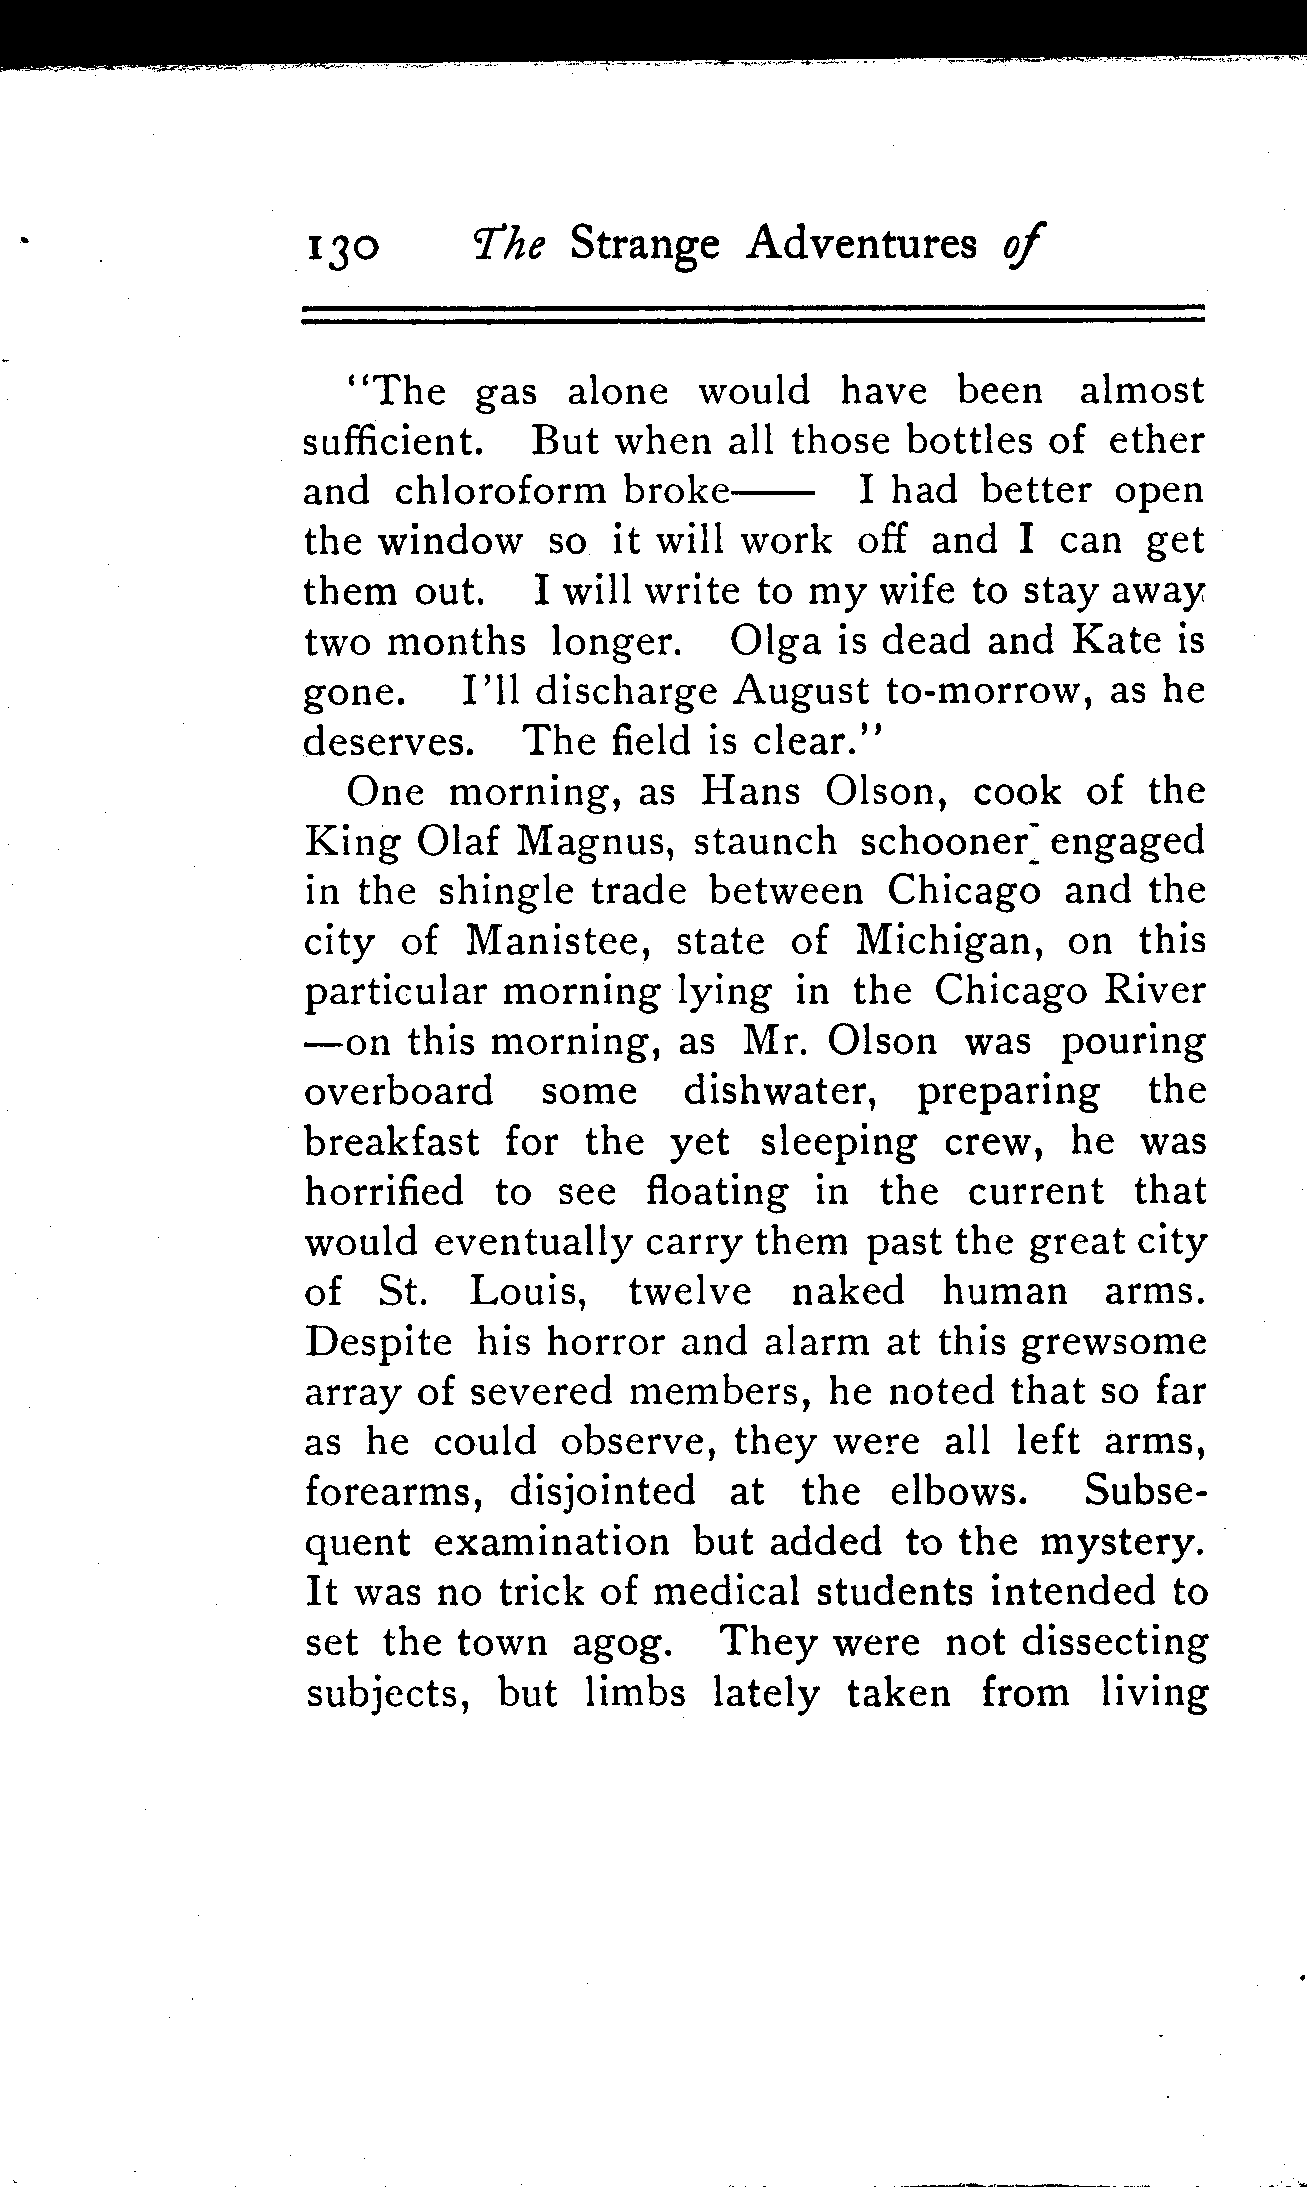 130 The Strange Adventures of
"The gas alone would have been almost
sufficient. But when all those bottles of ether
and chloroform broke—— I had better open
the window so it will work off and I can get
them out. I will write to my wife to stay away
two months longer. Olga is dead and Kate is
gone. I'll discharge August to-morrow, as he
deserves. The field is clear."
One morning, as Hans Olson, cook of the
King Olaf Magnus, staunch schooner engaged
in the shingle trade between Chicago and the
city of Manistee, state of Michigan, on this
particular morning lying in the Chicago River
—on this morning, as Mr. Olson was pouring
overboard some dishwater, preparing the
breakfast for the yet sleeping crew, he was
horrified to see floating in the current that
would eventually carry them past the great city
of St. Louis, twelve naked human arms.
Despite his horror and alarm at this grewsome
array of severed members, he noted that so far
as he could observe, they were all left arms,
forearms, disjointed at the elbows. Subse-
quent examination but added to the mystery.
It was no trick of medical students intended to
set the town agog. They were not dissecting
subjects, but limbs lately taken from living